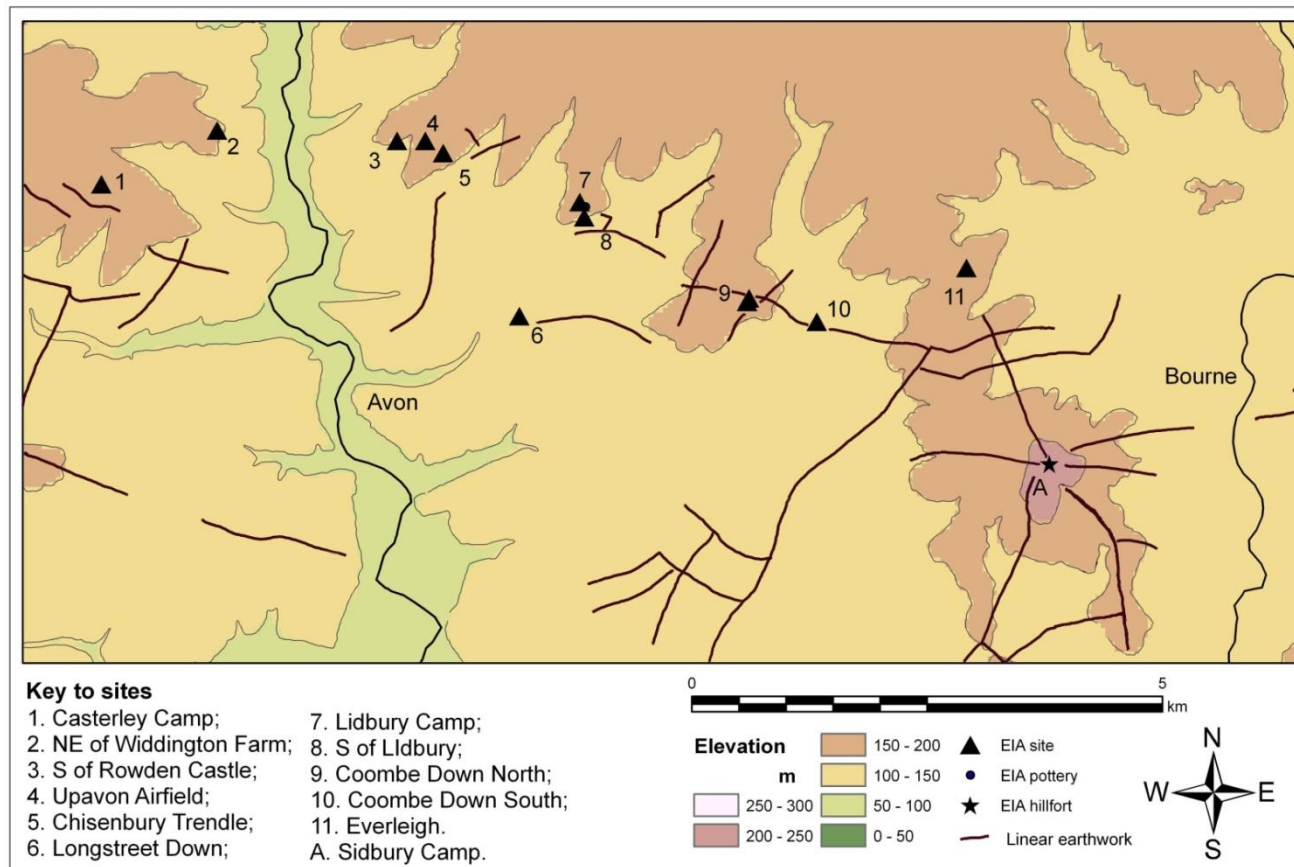 2
4
3
5
1
7
8
11
9
10
6
Avon
Bourne
A
Key to sites
1. Casterley Camp;
2. NE of Widdington Farm;
3. S of Rowden Castle;
4. Upavon Airfield;
5. Chisenbury Trendle;
6. Longstreet Down;
7. Lidbury Camp;
8. S of LIdbury;
9. Coombe Down North;
10. Coombe Down South;
11. Everleigh.
A. Sidbury Camp.
0 5
km
Elevation
m
250 - 300
200 - 250
150 - 200
100 - 150
50 - 100
0 - 50
EIA site
EIA pottery
EIA hillfort
Linear earthwork
N
W E
S